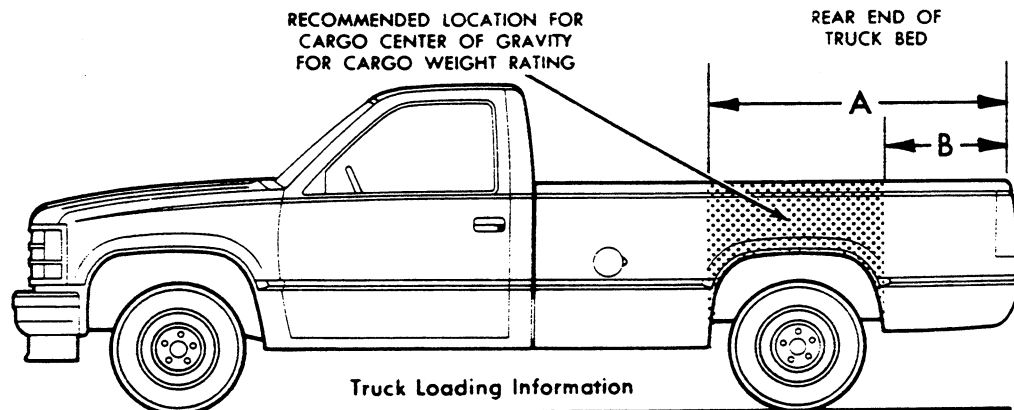 RECOMMENDED LOCATION FOR
CARGO CENTER OF GRAVITY
FOR CARGO WEIGHT RATING
REAR END OF
TRUCK BED
A
B
Truck Loading Information